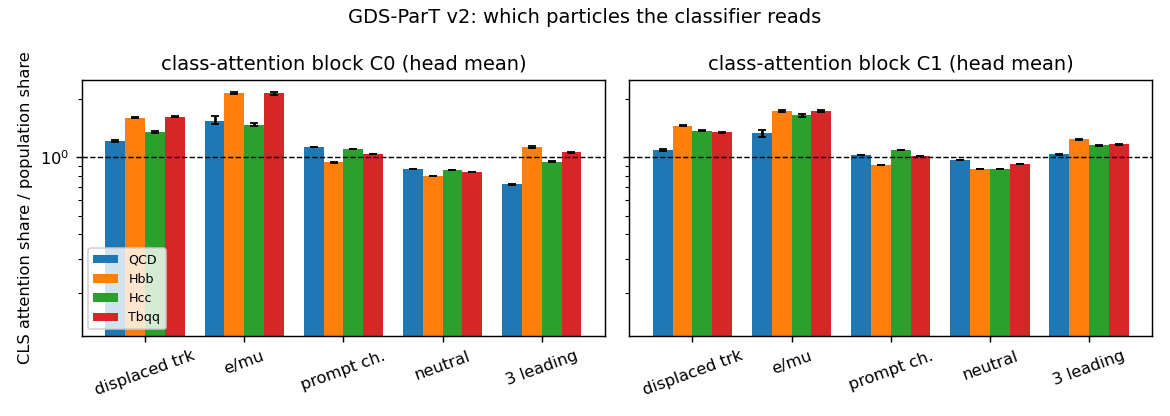 GDS-ParT v2: which particles the classifier reads
class-attention block C0 (head mean)
class-attention block C1 (head mean)
CLS attention share / population share
10⁰
QCD
Hbb
Hcc
Tbqq
displaced trk
e/mu
prompt ch.
neutral
3 leading
displaced trk
e/mu
prompt ch.
neutral
3 leading